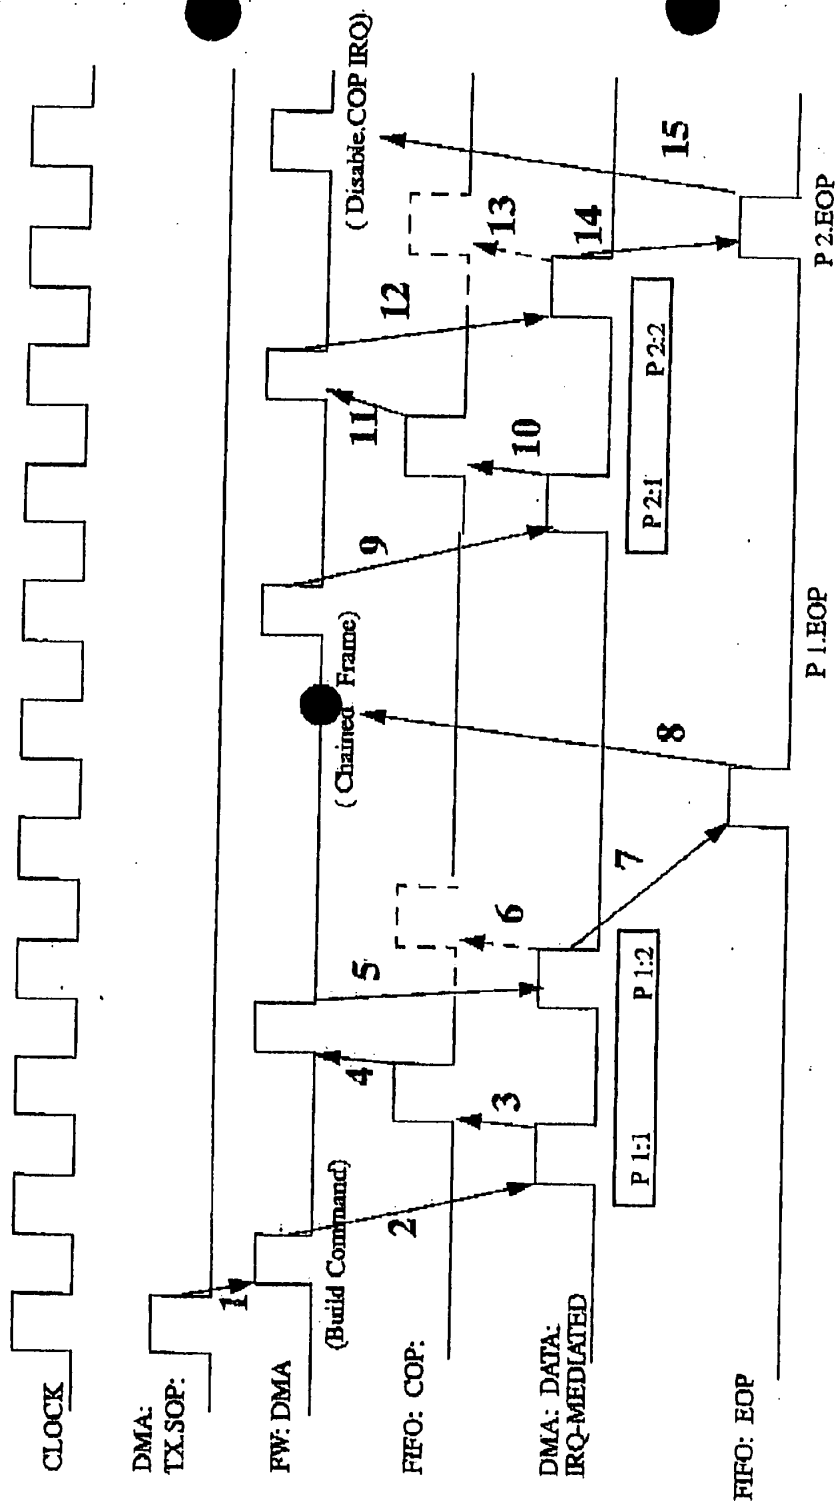 CLOCK
DMA:
TX.SOP:
1
FW: DMA
(Build Command)
( Chained Frame)
( Disable.COP IRQ)
2
4
5
9
11
12
FIFO: COP:
3
6
10
13
15
DMA: DATA:
IRQ-MEDIATED
14
P 1:1
P 1:2
P 2:1
P 2:2
7
8
FIFO: EOP
P 1.EOP
P 2.EOP